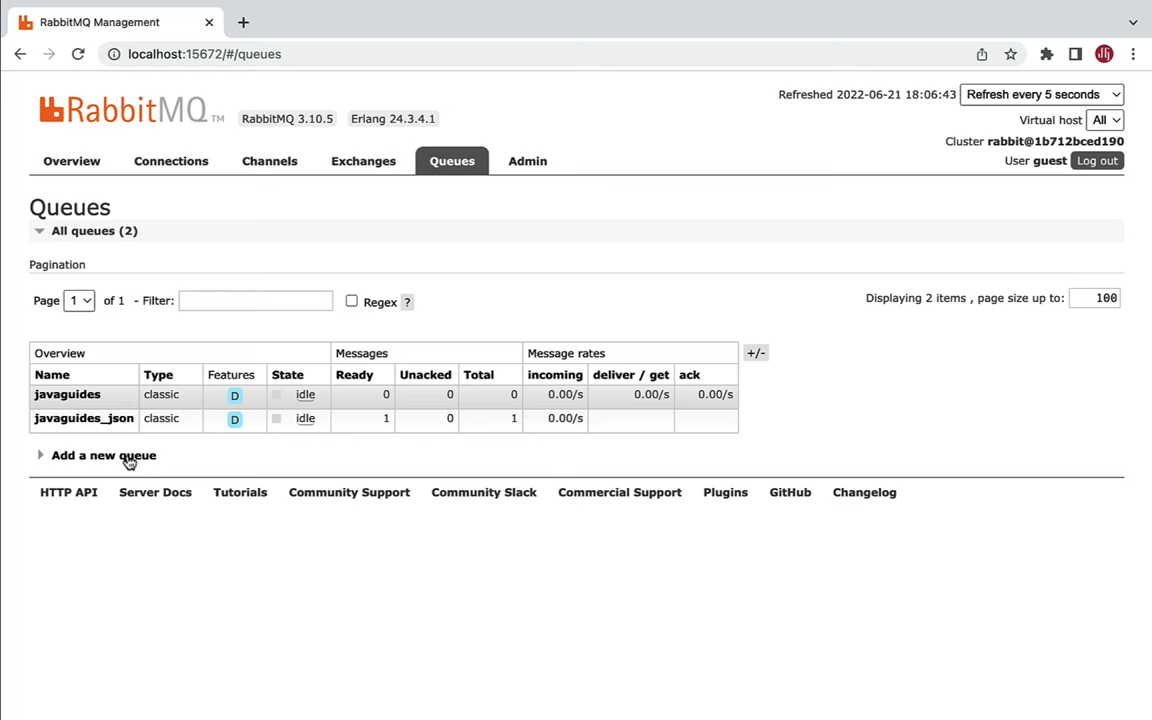 RabbitMQ Management
localhost:15672/#/queues
RabbitMQ TM
RabbitMQ 3.10.5 Erlang 24.3.4.1
Refreshed 2022-06-21 18:06:43 Refresh every 5 seconds
Virtual host All
Cluster rabbit@1b712bced190
User guest Log out
Overview Connections Channels Exchanges Queues Admin
Queues
All queues (2)
Pagination
Page 1 of 1 - Filter: Regex ? Displaying 2 items , page size up to: 100
Overview Messages Message rates +/-
Name Type Features State Ready Unacked Total incoming deliver / get ack
javaguides classic D idle 0 0 0 0.00/s 0.00/s 0.00/s
javaguides_json classic D idle 1 0 1 0.00/s
Add a new queue
HTTP API Server Docs Tutorials Community Support Community Slack Commercial Support Plugins GitHub Changelog